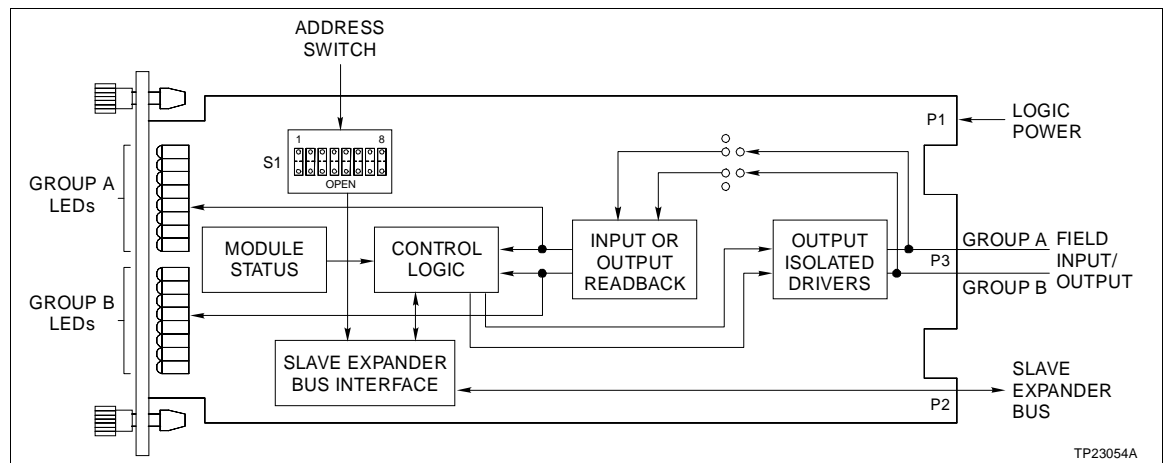 ADDRESS
SWITCH
P1
LOGIC
POWER
1 8
S1
OPEN
GROUP A
LEDs
MODULE
STATUS
CONTROL
LOGIC
INPUT OR
OUTPUT
READBACK
OUTPUT
ISOLATED
DRIVERS
GROUP A
P3
GROUP B
FIELD
INPUT/
OUTPUT
GROUP B
LEDs
SLAVE EXPANDER
BUS INTERFACE
P2
SLAVE
EXPANDER
BUS
TP23054A